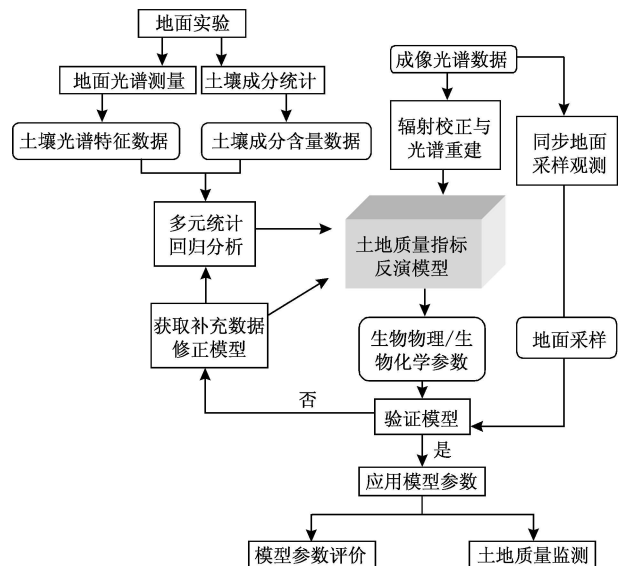 地面实验
地面光谱测量
土壤成分统计
土壤光谱特征数据
土壤成分含量数据
多元统计
回归分析
获取补充数据
修正模型
成像光谱数据
辐射校正与
光谱重建
同步地面
采样观测
土地质量指标
反演模型
生物物理/生
物化学参数
地面采样
否
验证模型
是
应用模型参数
模型参数评价
土地质量监测